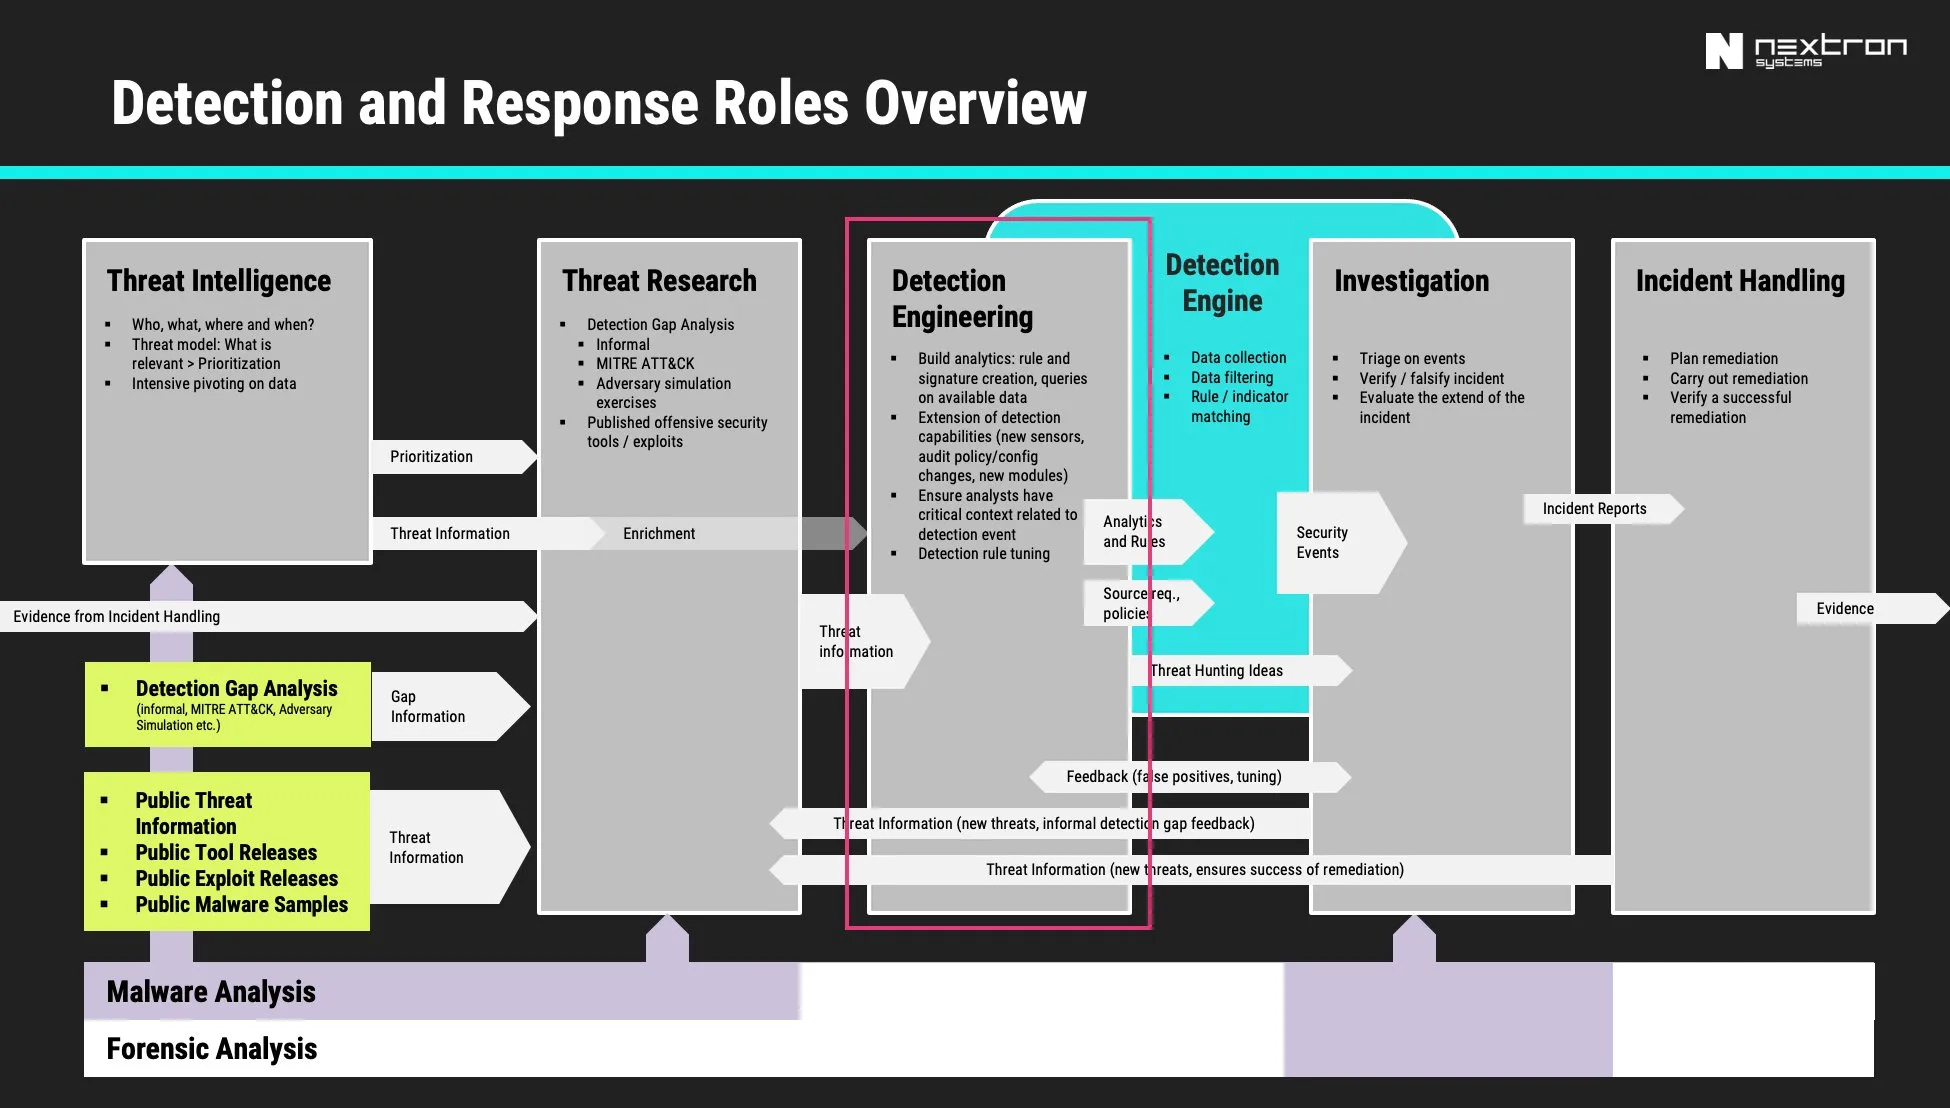 nextron
systems
Detection and Response Roles Overview
Threat Intelligence
▪ Who, what, where and when?
▪ Threat model: What is
relevant > Prioritization
▪ Intensive pivoting on data
Prioritization
Threat Information
Enrichment
Evidence from Incident Handling
▪ Detection Gap Analysis
(informal, MITRE ATT&CK, Adversary
Simulation etc.)
Gap
Information
▪ Public Threat
Information
▪ Public Tool Releases
▪ Public Exploit Releases
▪ Public Malware Samples
Threat
Information
Threat Research
▪ Detection Gap Analysis
▪ Informal
▪ MITRE ATT&CK
▪ Adversary simulation
exercises
▪ Published offensive security
tools / exploits
Threat
information
Detection
Engineering
▪ Build analytics: rule and
signature creation, queries
on available data
▪ Extension of detection
capabilities (new sensors,
audit policy/config
changes, new modules)
▪ Ensure analysts have
critical context related to
detection event
▪ Detection rule tuning
Analytics
and Rules
Source req.,
policies
Detection
Engine
▪ Data collection
▪ Data filtering
▪ Rule / indicator
matching
Threat Hunting Ideas
Feedback (false positives, tuning)
Threat Information (new threats, informal detection gap feedback)
Threat Information (new threats, ensures success of remediation)
Security
Events
Investigation
▪ Triage on events
▪ Verify / falsify incident
▪ Evaluate the extend of the
incident
Incident Reports
Incident Handling
▪ Plan remediation
▪ Carry out remediation
▪ Verify a successful
remediation
Evidence
Malware Analysis
Forensic Analysis